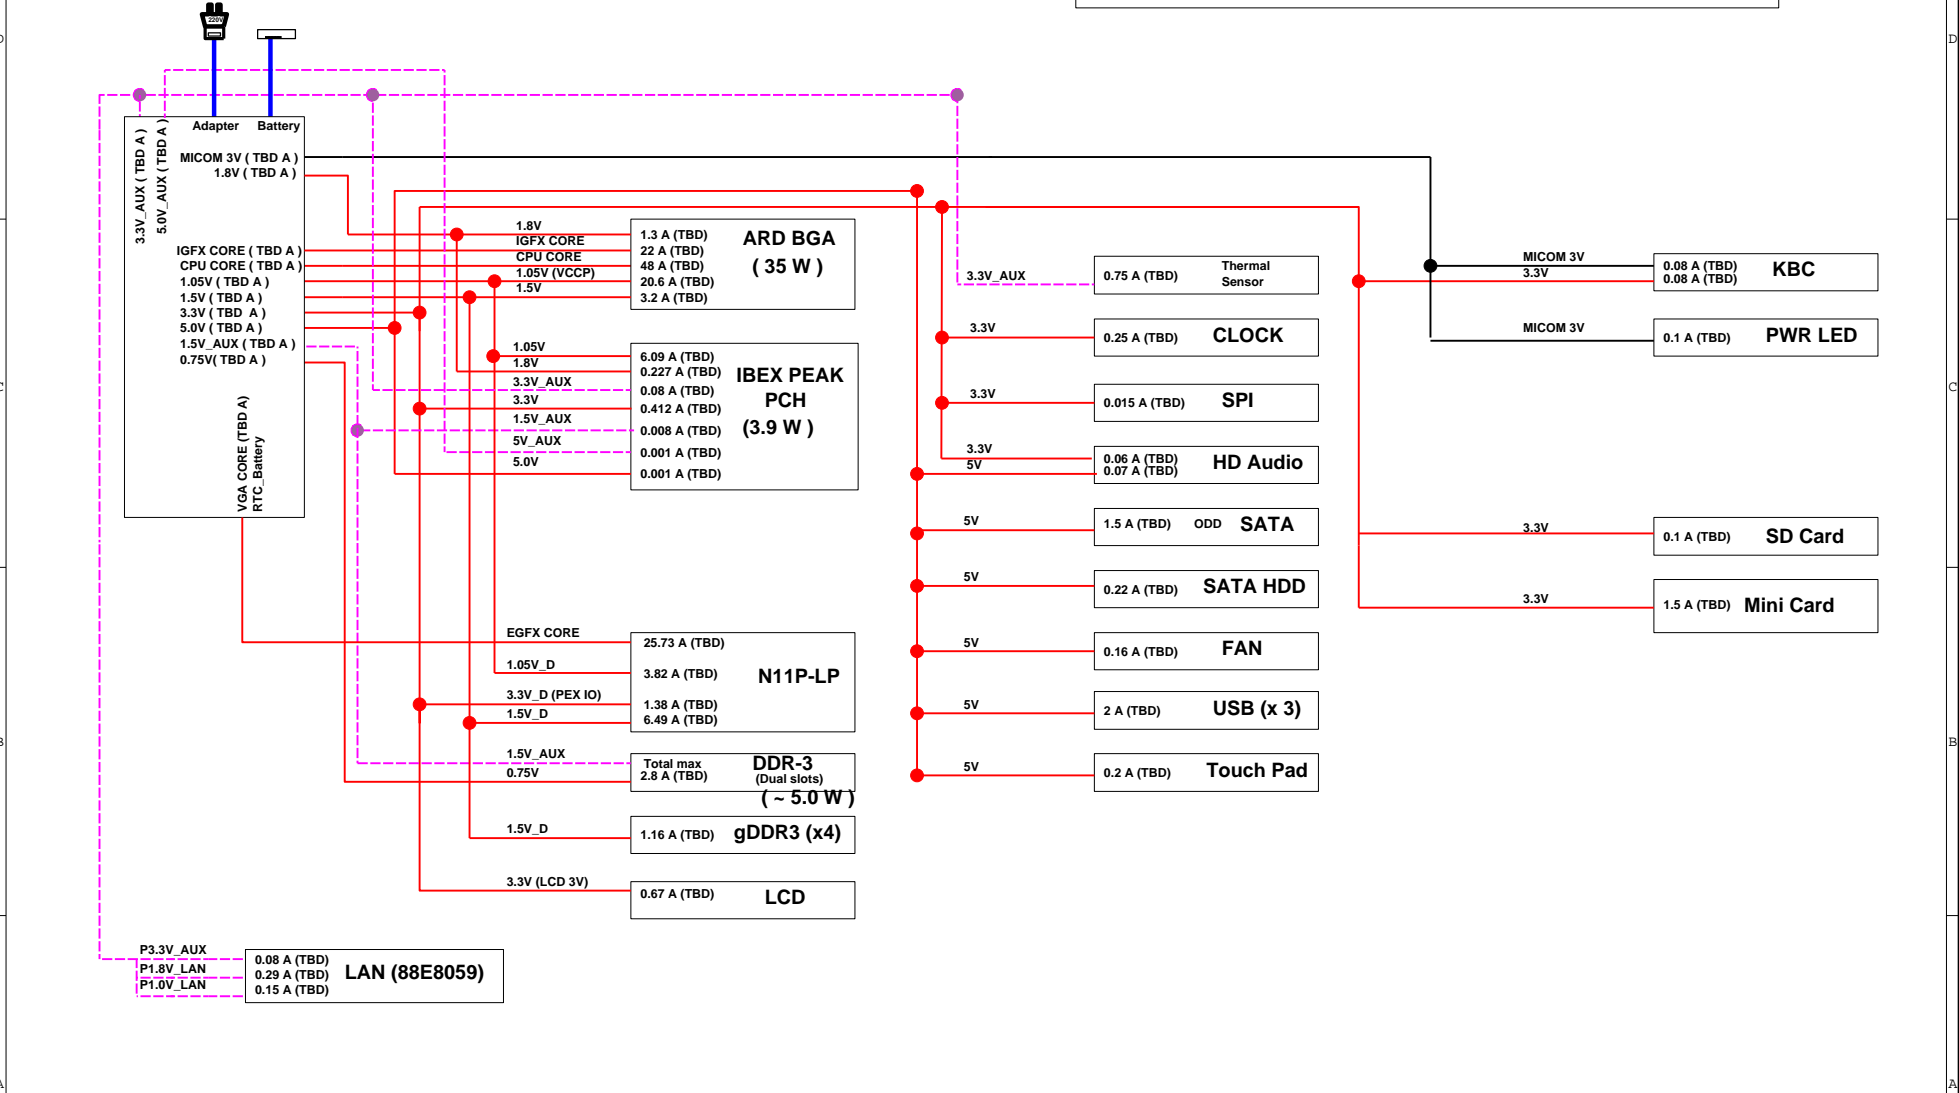 D
D
220V
Adapter
Battery
3.3V_AUX ( TBD A )
5.0V_AUX ( TBD A )
MICOM 3V ( TBD A )
1.8V ( TBD A )
IGFX CORE ( TBD A )
CPU CORE ( TBD A )
1.05V ( TBD A )
1.5V ( TBD A )
3.3V ( TBD A )
5.0V ( TBD A )
1.5V_AUX ( TBD A )
0.75V( TBD A )
VGA CORE (TBD A)
RTC_Battery
1.8V
IGFX CORE
CPU CORE
1.05V (VCCP)
1.5V
1.3 A (TBD)
22 A (TBD)
48 A (TBD)
20.6 A (TBD)
3.2 A (TBD)
ARD BGA
( 35 W )
1.05V
1.8V
3.3V_AUX
3.3V
1.5V_AUX
5V_AUX
5.0V
6.09 A (TBD)
0.227 A (TBD)
0.08 A (TBD)
0.412 A (TBD)
0.008 A (TBD)
0.001 A (TBD)
0.001 A (TBD)
IBEX PEAK
PCH
(3.9 W )
EGFX CORE
1.05V_D
3.3V_D (PEX IO)
1.5V_D
25.73 A (TBD)
3.82 A (TBD)
1.38 A (TBD)
6.49 A (TBD)
N11P-LP
1.5V_AUX
0.75V
Total max
2.8 A (TBD)
DDR-3
(Dual slots)
( ~ 5.0 W )
1.5V_D
1.16 A (TBD)
gDDR3 (x4)
3.3V (LCD 3V)
0.67 A (TBD)
LCD
P3.3V_AUX
P1.8V_LAN
P1.0V_LAN
0.08 A (TBD)
0.29 A (TBD)
0.15 A (TBD)
LAN (88E8059)
3.3V_AUX
0.75 A (TBD)
Thermal
Sensor
3.3V
0.25 A (TBD)
CLOCK
3.3V
0.015 A (TBD)
SPI
3.3V
5V
0.06 A (TBD)
0.07 A (TBD)
HD Audio
5V
1.5 A (TBD)
ODD
SATA
5V
0.22 A (TBD)
SATA HDD
5V
0.16 A (TBD)
FAN
5V
2 A (TBD)
USB (x 3)
5V
0.2 A (TBD)
Touch Pad
MICOM 3V
3.3V
0.08 A (TBD)
0.08 A (TBD)
KBC
MICOM 3V
0.1 A (TBD)
PWR LED
3.3V
0.1 A (TBD)
SD Card
3.3V
1.5 A (TBD)
Mini Card
C
C
B
B
A
A